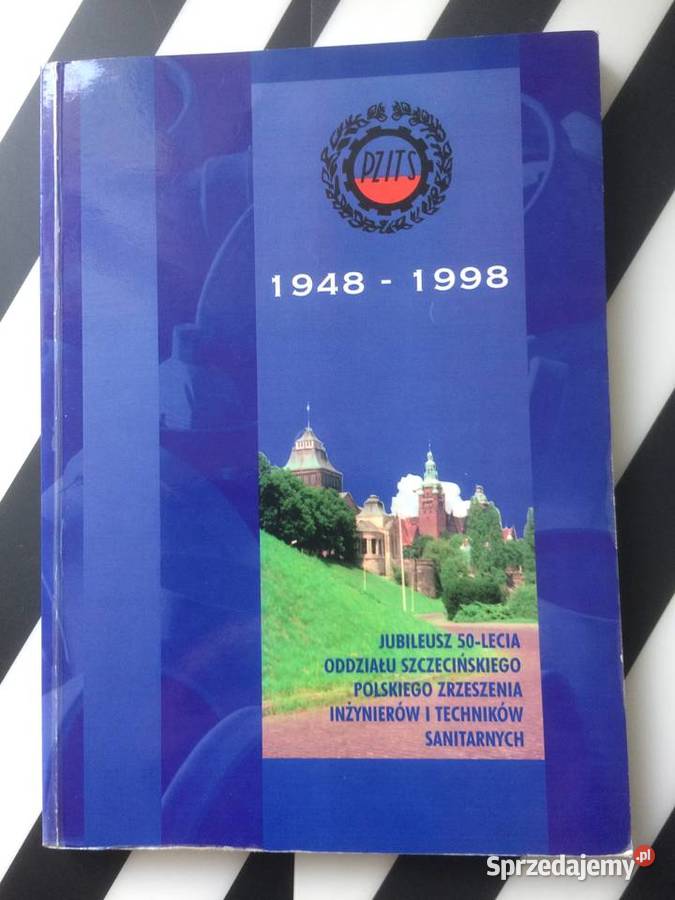 PZITS
1948 - 1998
JUBILEUSZ 50-LECIA
ODDZIAŁU SZCZECIŃSKIEGO
POLSKIEGO ZRZESZENIA
INŻYNIERÓW I TECHNIKÓW
SANITARNYCH
Sprzedajemy.pl